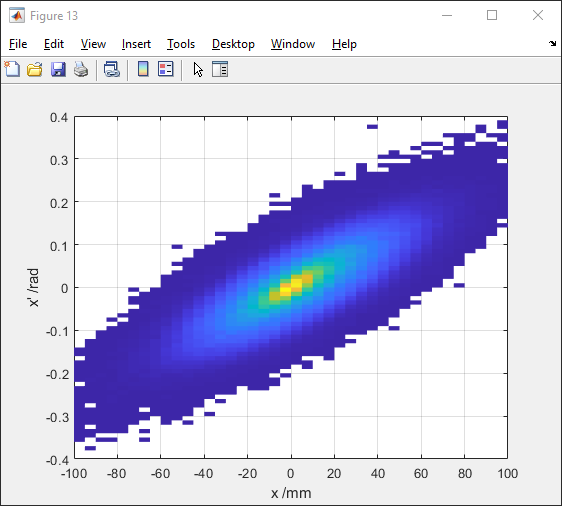 Figure 13
File Edit View Insert Tools Desktop Window Help
0.4
0.3
0.2
0.1
0
-0.1
-0.2
-0.3
-0.4
x' /rad
-100 -80 -60 -40 -20 0 20 40 60 80 100
x /mm